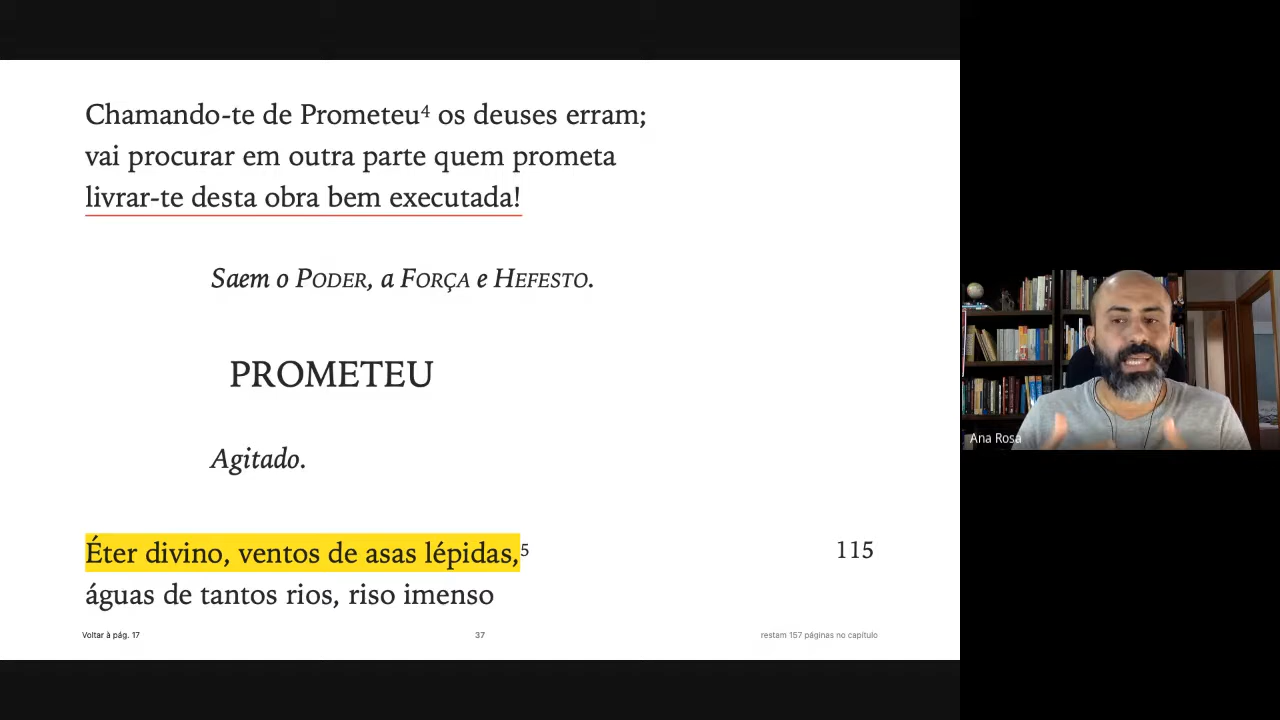 Chamando-te de Prometeu⁴ os deuses erram;
vai procurar em outra parte quem prometa
livrar-te desta obra bem executada!
Saem o PODER, a FORÇA e HEFESTO.
PROMETEU
Agitado.
Éter divino, ventos de asas lépidas,⁵ 115
águas de tantos rios, riso imenso
Voltar à pág. 17 37 restam 157 páginas no capítulo
Ana Rosa